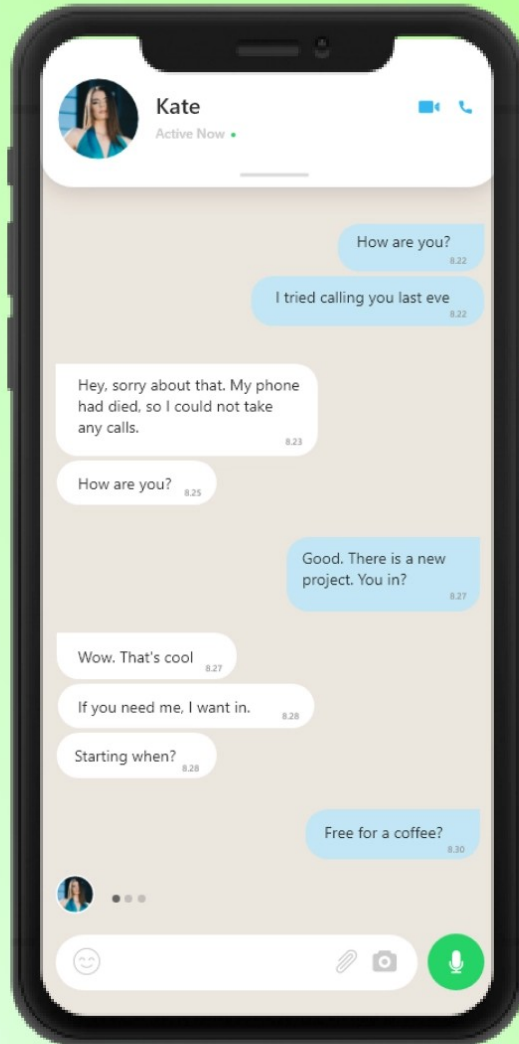 Kate
Active Now
How are you?
8.22
I tried calling you last eve
8.22
Hey, sorry about that. My phone
had died, so I could not take
any calls.
8.23
How are you?
8.25
Good. There is a new
project. You in?
8.27
Wow. That's cool
8.27
If you need me, I want in.
8.28
Starting when?
8.28
Free for a coffee?
8.30